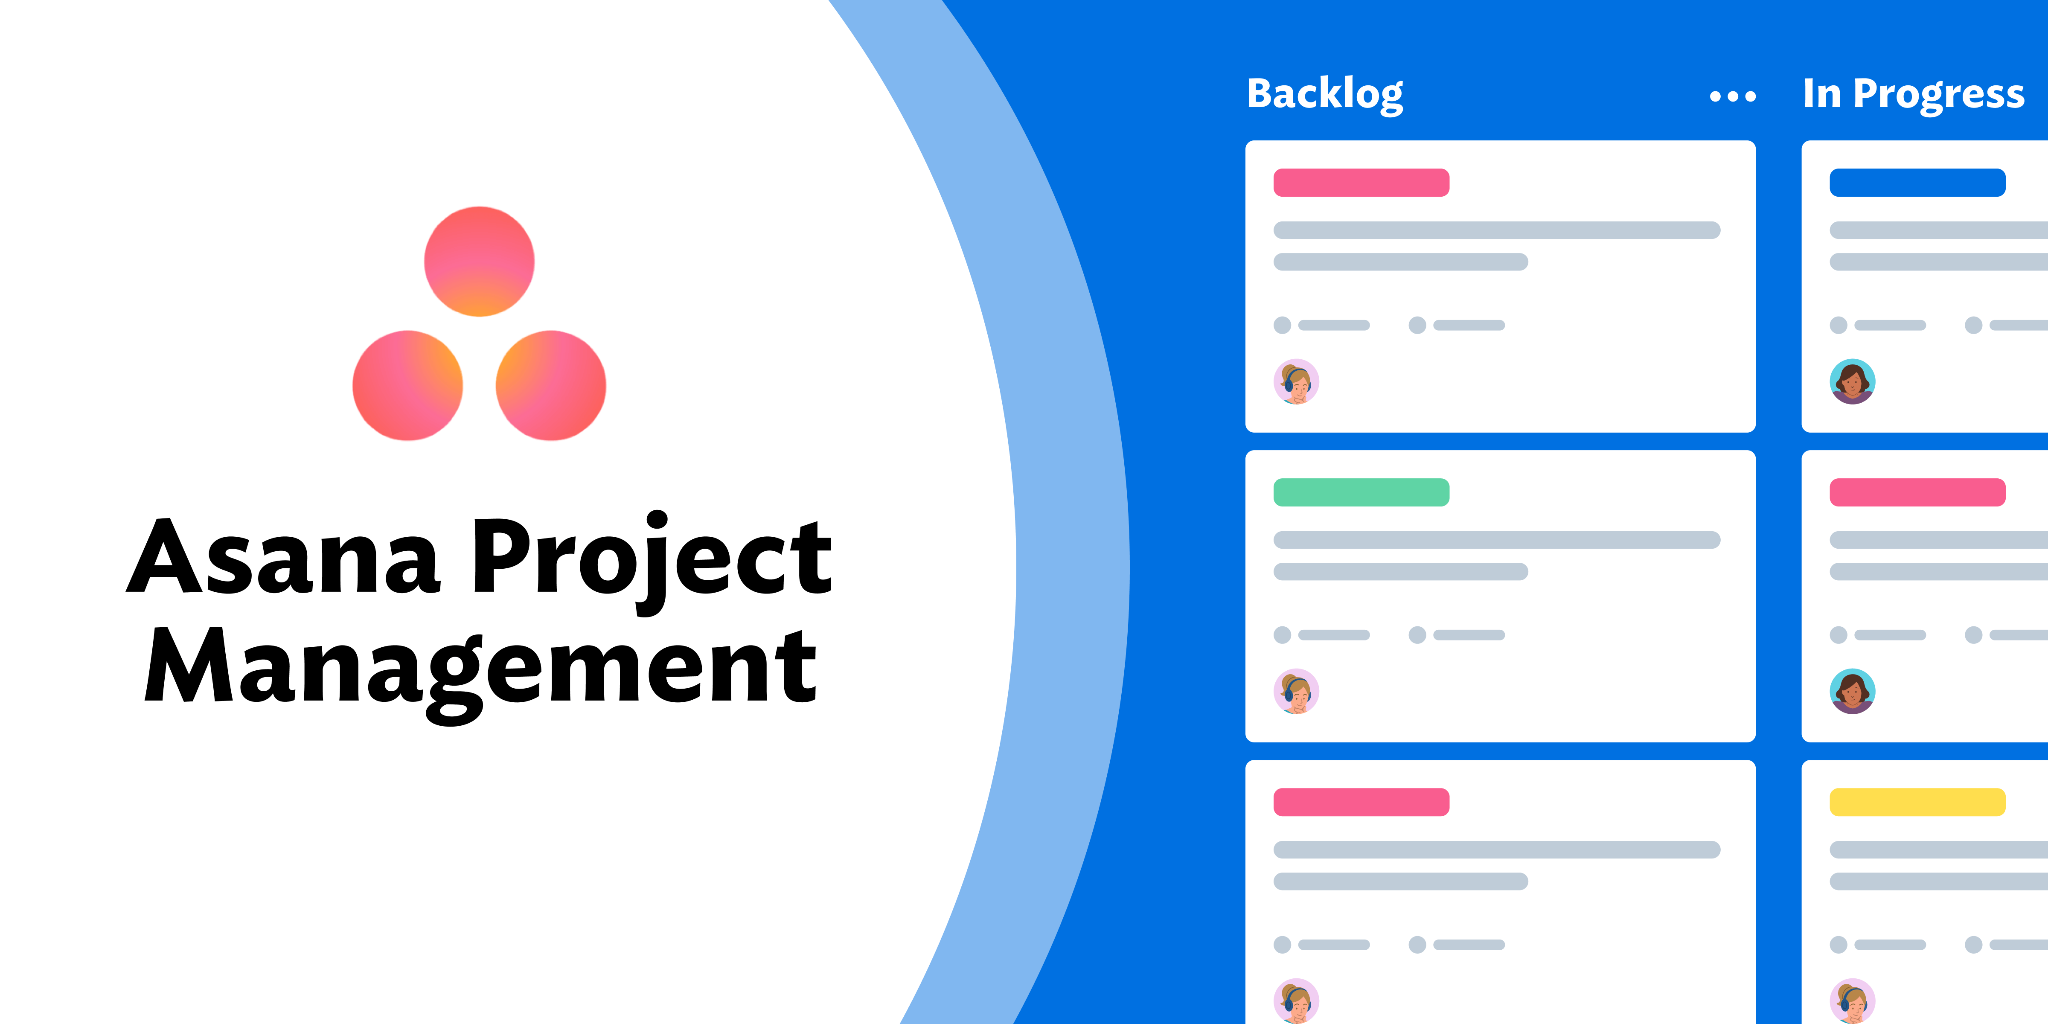 Asana Project
Management
Backlog
In Progress